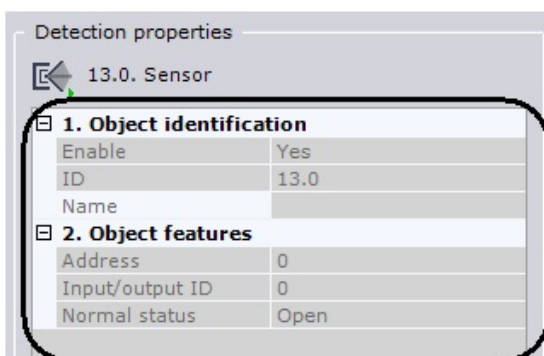 Detection properties
13.0. Sensor
1. Object identification
Enable Yes
ID 13.0
Name
2. Object features
Address 0
Input/output ID 0
Normal status Open